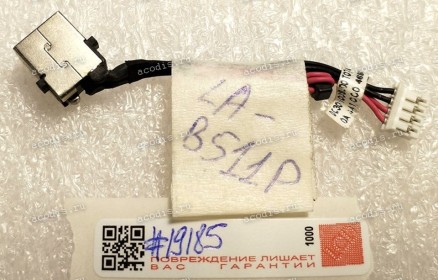 LA-
B511P
#19185
1000
ПОВРЕЖДЕНИЕ ЛИШАЕТ
ВАС ГАРАНТИИ